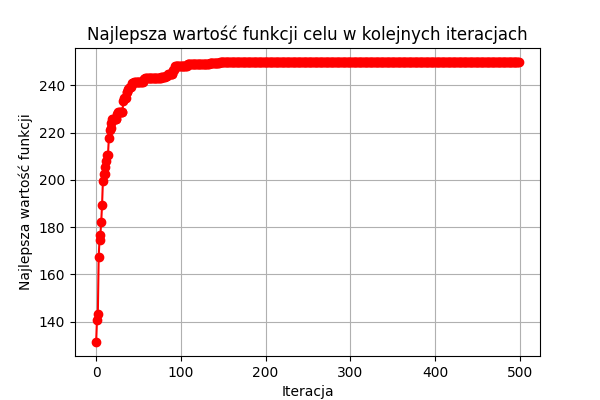 Najlepsza wartość funkcji celu w kolejnych iteracjach
Najlepsza wartość funkcji
240
220
200
180
160
140
0 100 200 300 400 500
Iteracja